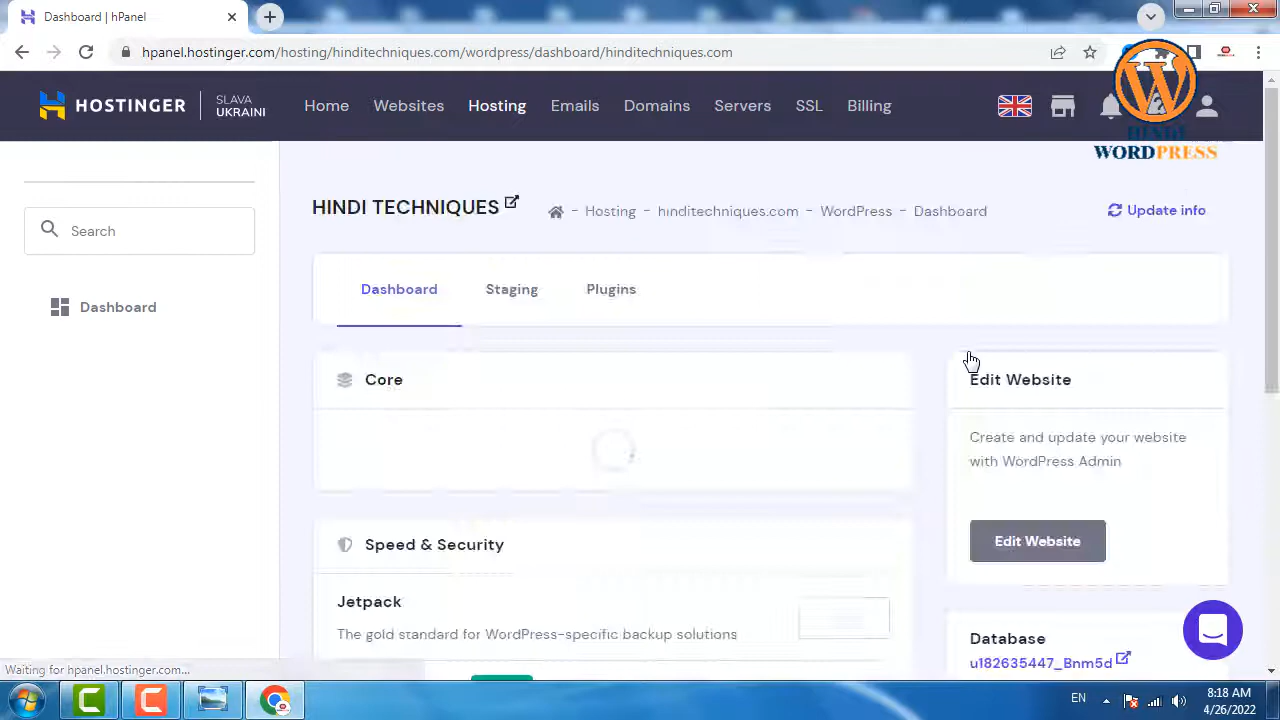 Dashboard | hPanel
hpanel.hostinger.com/hosting/hinditechniques.com/wordpress/dashboard/hinditechniques.com
HOSTINGER
SLAVA
UKRAINI
Home
Websites
Hosting
Emails
Domains
Servers
SSL
Billing
HINDI
WORDPRESS
HINDI TECHNIQUES
- Hosting - hinditechniques.com - WordPress - Dashboard
Update info
Search
Dashboard
Dashboard
Staging
Plugins
Core
Edit Website
Create and update your website
with WordPress Admin
Edit Website
Speed & Security
Jetpack
The gold standard for WordPress-specific backup solutions
Database
u182635447_Bnm5d
Waiting for hpanel.hostinger.com...
EN
8:18 AM
4/26/2022